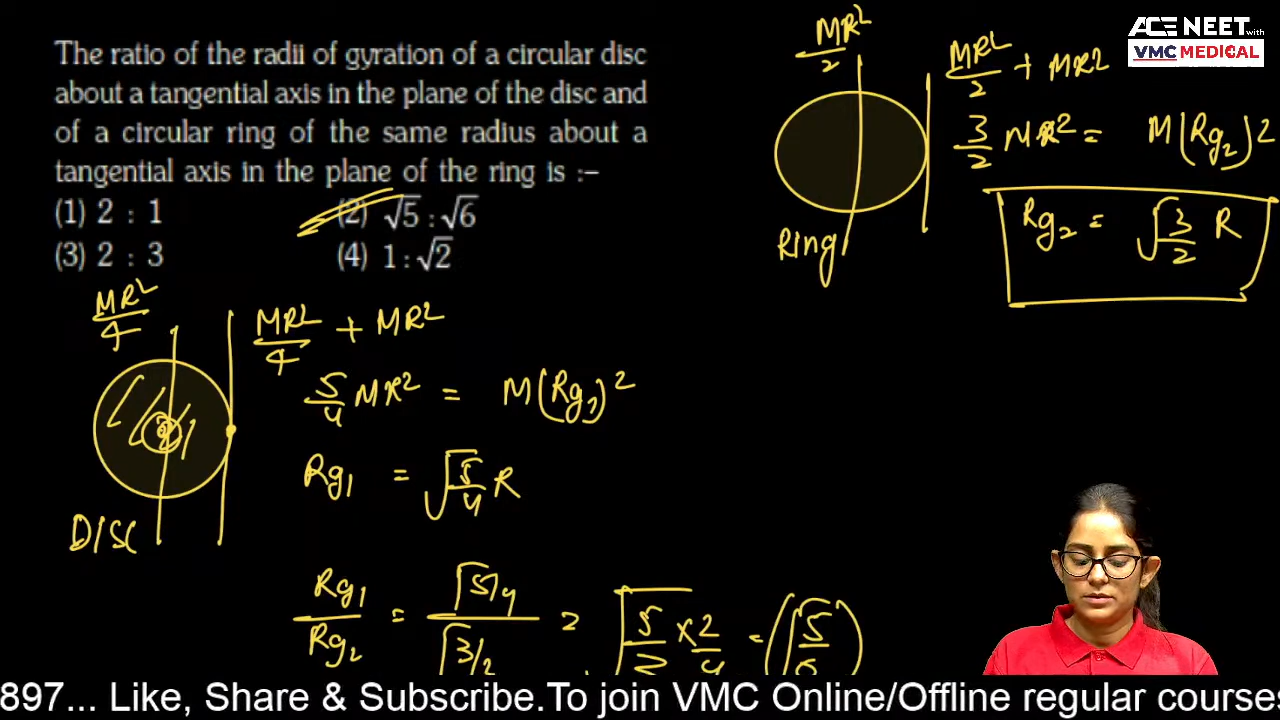 The ratio of the radii of gyration of a circular disc
about a tangential axis in the plane of the disc and
of a circular ring of the same radius about a
tangential axis in the plane of the ring is :–
(1) 2 : 1
(2) √5 : √6
(3) 2 : 3
(4) 1 : √2
MR²/4
MR²/4 + MR²
5/4 MR² = M(Rg₁)²
Rg₁ = √5/4 R
DISC
Rg₁/Rg₂ = √5/4 / √3/2 =
MR²/2
MR²/2 + MR²
3/2 MR² = M(Rg₂)²
Rg₂ = √3/2 R
Ring
ACE NEET with
VMC MEDICAL
897... Like, Share & Subscribe.To join VMC Online/Offline regular courses